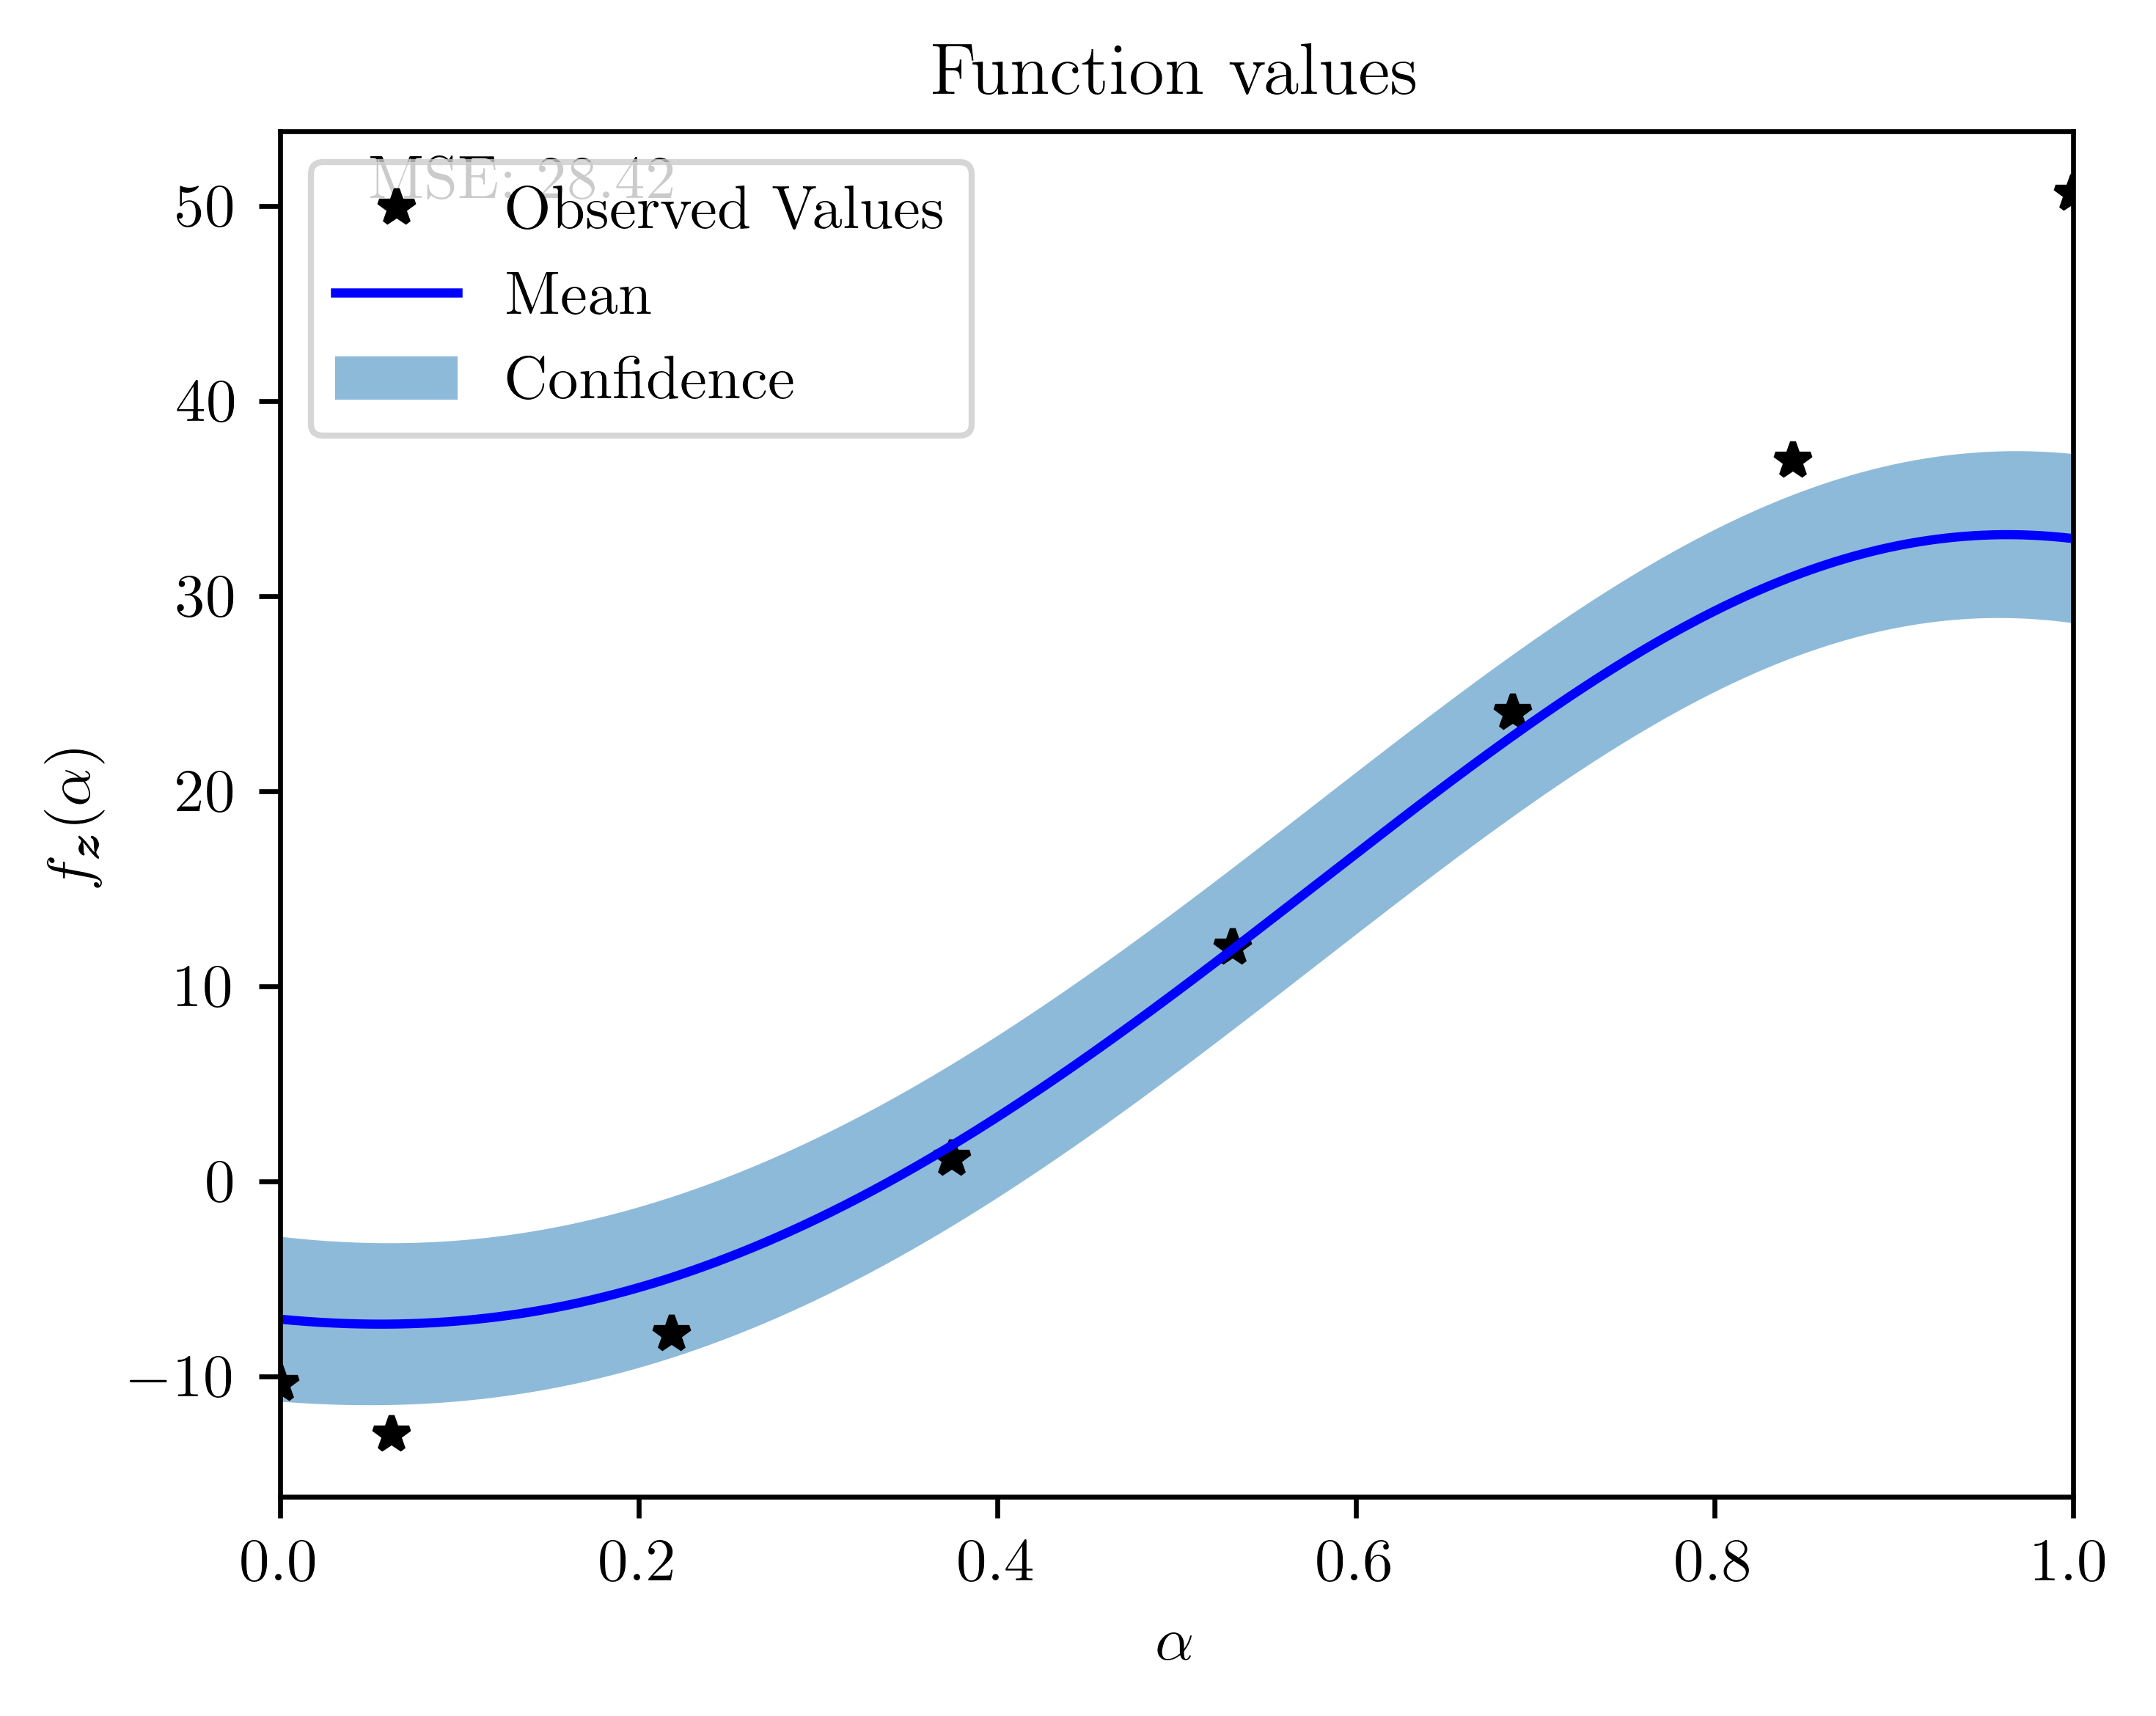 Function values
MSE: 28.42
Observed Values
Mean
Confidence
50
40
30
20
10
0
−10
f_z(α)
0.0 0.2 0.4 0.6 0.8 1.0
α